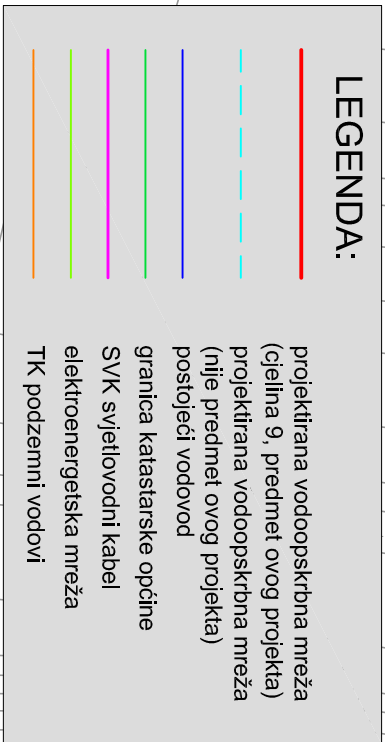 LEGENDA:
projektirana vodoopskrbna mreža
(cjelina 9, predmet ovog projekta)
projektirana vodoopskrbna mreža
(nije predmet ovog projekta)
postojeći vodovod
granica katastarske općine
SVK svjetlovodni kabel
elektroenergetska mreža
TK podzemni vodovi